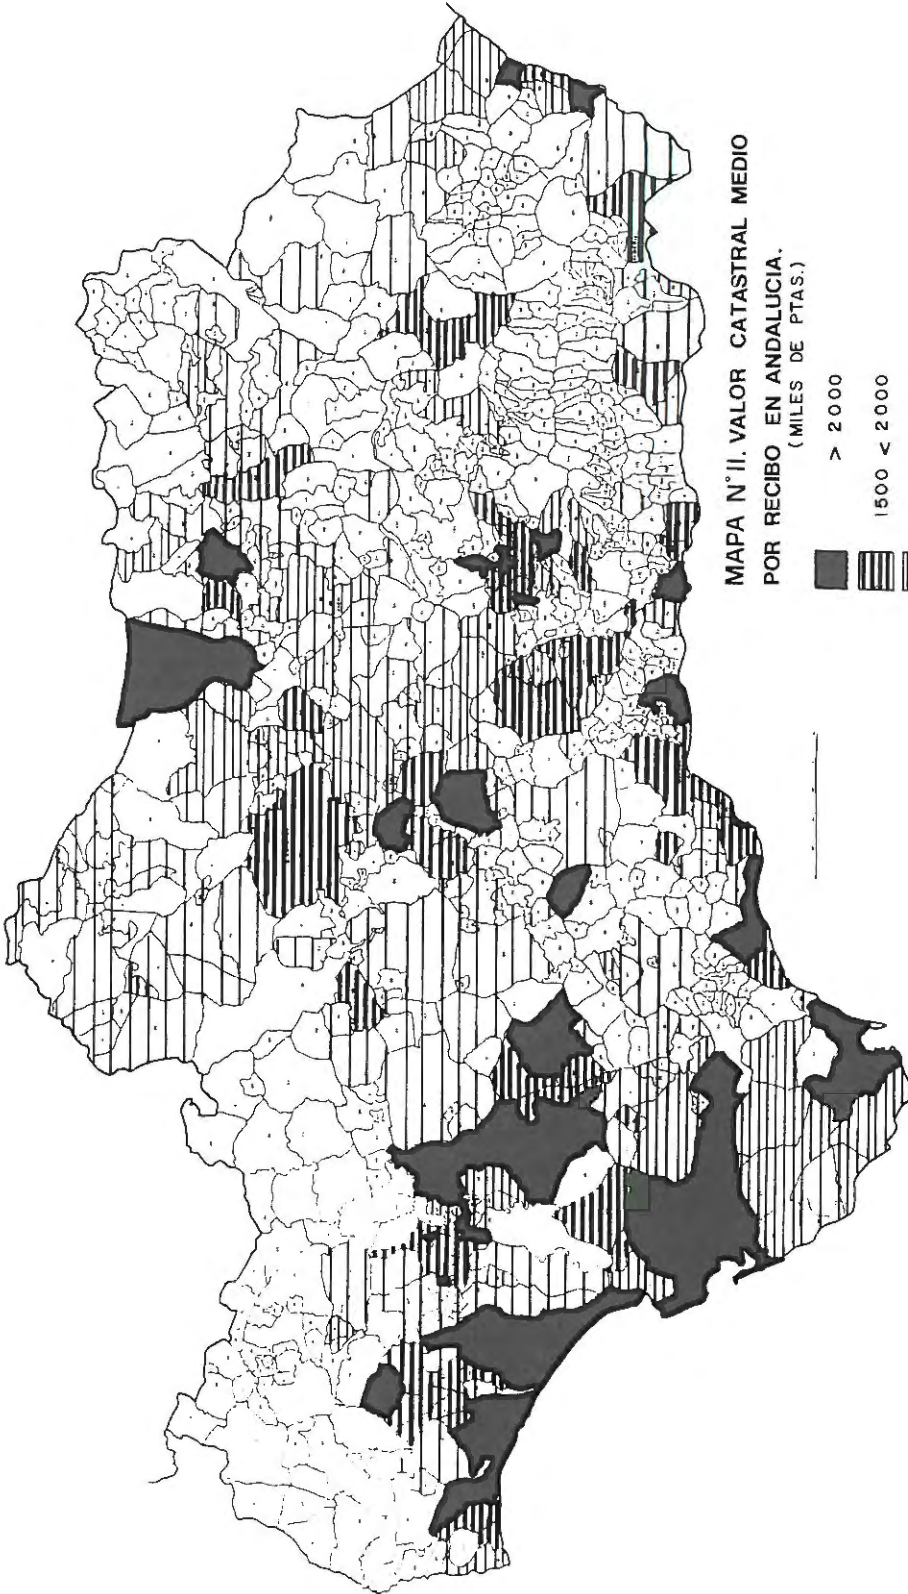 MAPA N° II. VALOR CATASTRAL MEDIO
POR RECIBO EN ANDALUCIA.
(MILES DE PTAS.)
> 2000
1500 < 2000